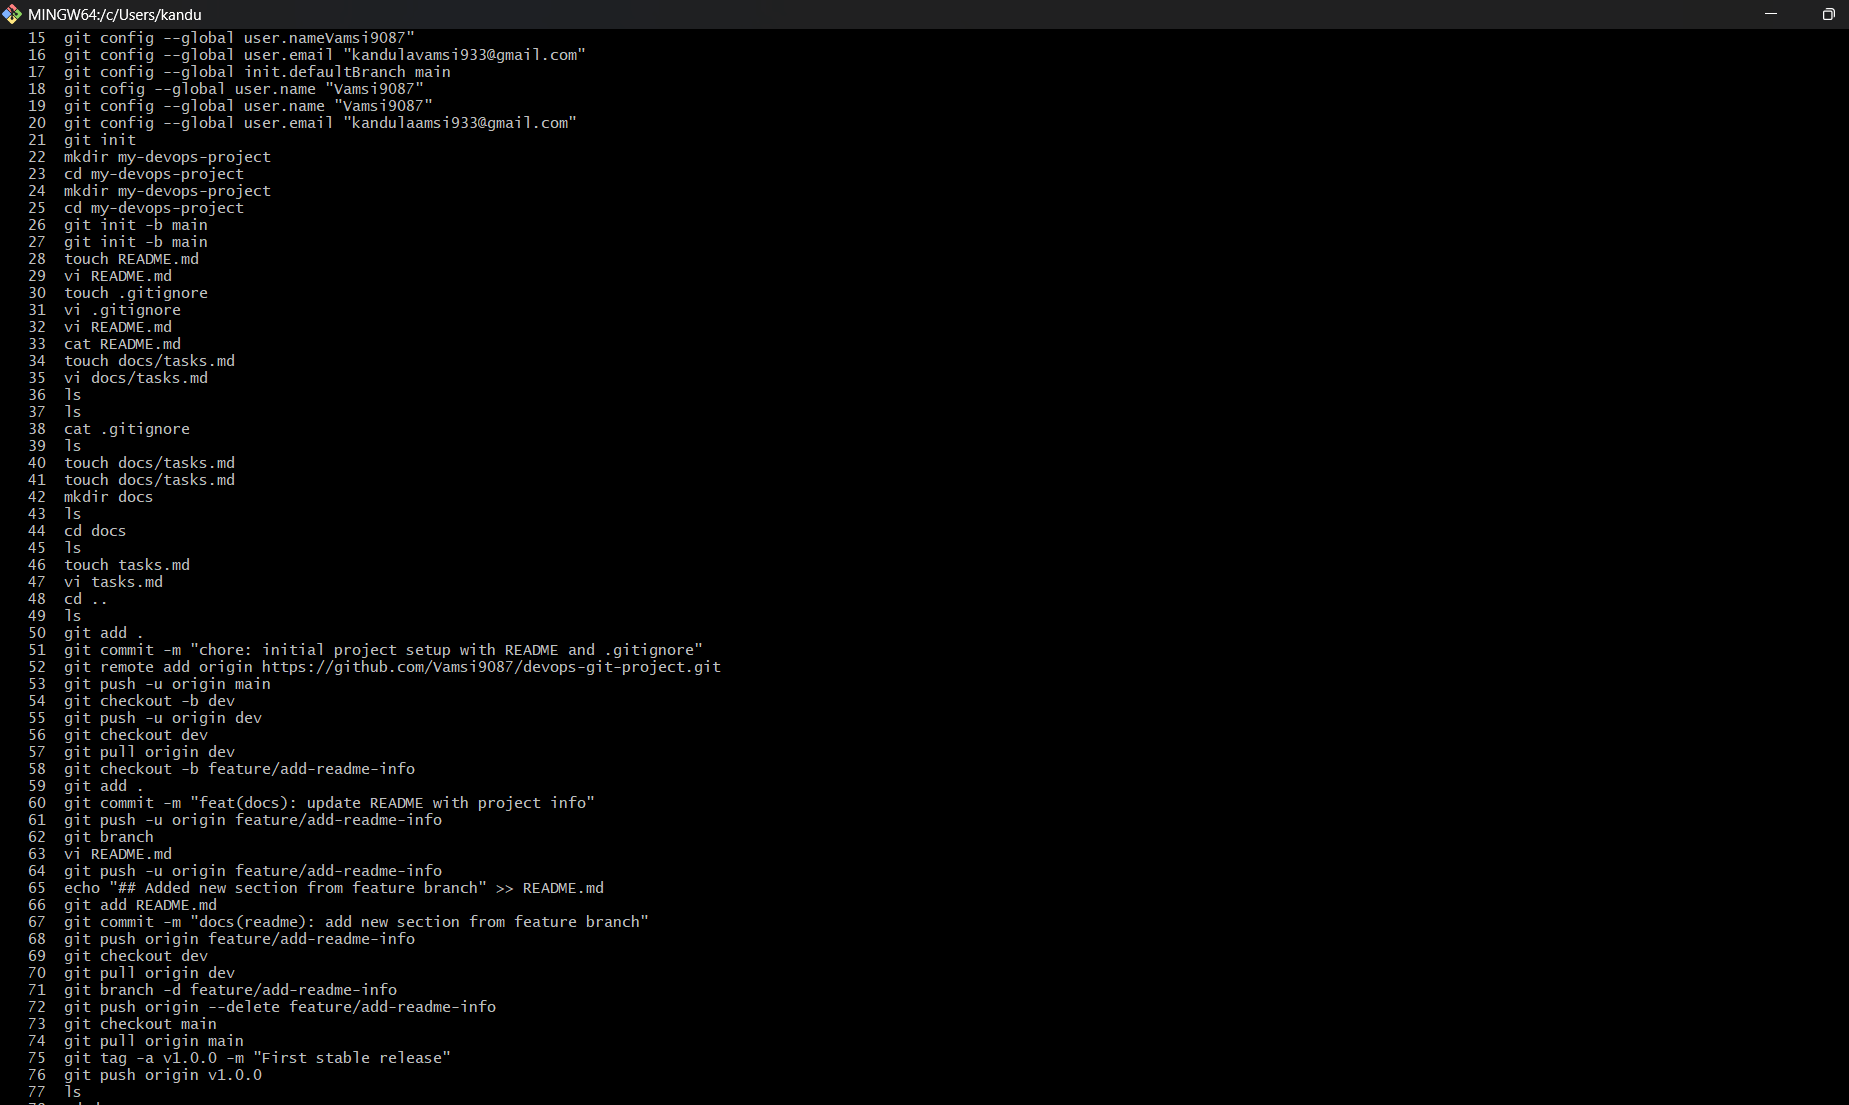 MINGW64:/c/Users/kandu
15 git config --global user.nameVamsi9087"
16 git config --global user.email "kandulavamsi933@gmail.com"
17 git config --global init.defaultBranch main
18 git cofig --global user.name "Vamsi9087"
19 git config --global user.name "Vamsi9087"
20 git config --global user.email "kandulaamsi933@gmail.com"
21 git init
22 mkdir my-devops-project
23 cd my-devops-project
24 mkdir my-devops-project
25 cd my-devops-project
26 git init -b main
27 git init -b main
28 touch README.md
29 vi README.md
30 touch .gitignore
31 vi .gitignore
32 vi README.md
33 cat README.md
34 touch docs/tasks.md
35 vi docs/tasks.md
36 ls
37 ls
38 cat .gitignore
39 ls
40 touch docs/tasks.md
41 touch docs/tasks.md
42 mkdir docs
43 ls
44 cd docs
45 ls
46 touch tasks.md
47 vi tasks.md
48 cd ..
49 ls
50 git add .
51 git commit -m "chore: initial project setup with README and .gitignore"
52 git remote add origin https://github.com/Vamsi9087/devops-git-project.git
53 git push -u origin main
54 git checkout -b dev
55 git push -u origin dev
56 git checkout dev
57 git pull origin dev
58 git checkout -b feature/add-readme-info
59 git add .
60 git commit -m "feat(docs): update README with project info"
61 git push -u origin feature/add-readme-info
62 git branch
63 vi README.md
64 git push -u origin feature/add-readme-info
65 echo "## Added new section from feature branch" >> README.md
66 git add README.md
67 git commit -m "docs(readme): add new section from feature branch"
68 git push origin feature/add-readme-info
69 git checkout dev
70 git pull origin dev
71 git branch -d feature/add-readme-info
72 git push origin --delete feature/add-readme-info
73 git checkout main
74 git pull origin main
75 git tag -a v1.0.0 -m "First stable release"
76 git push origin v1.0.0
77 ls